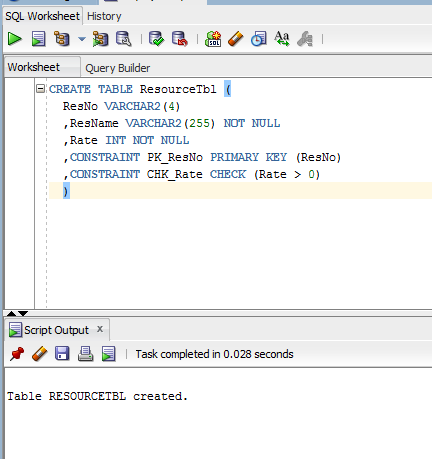 SQL Worksheet History
Worksheet Query Builder
CREATE TABLE ResourceTbl (
ResNo VARCHAR2(4)
,ResName VARCHAR2(255) NOT NULL
,Rate INT NOT NULL
,CONSTRAINT PK_ResNo PRIMARY KEY (ResNo)
,CONSTRAINT CHK_Rate CHECK (Rate > 0)
)
Script Output x
Task completed in 0.028 seconds
Table RESOURCETBL created.